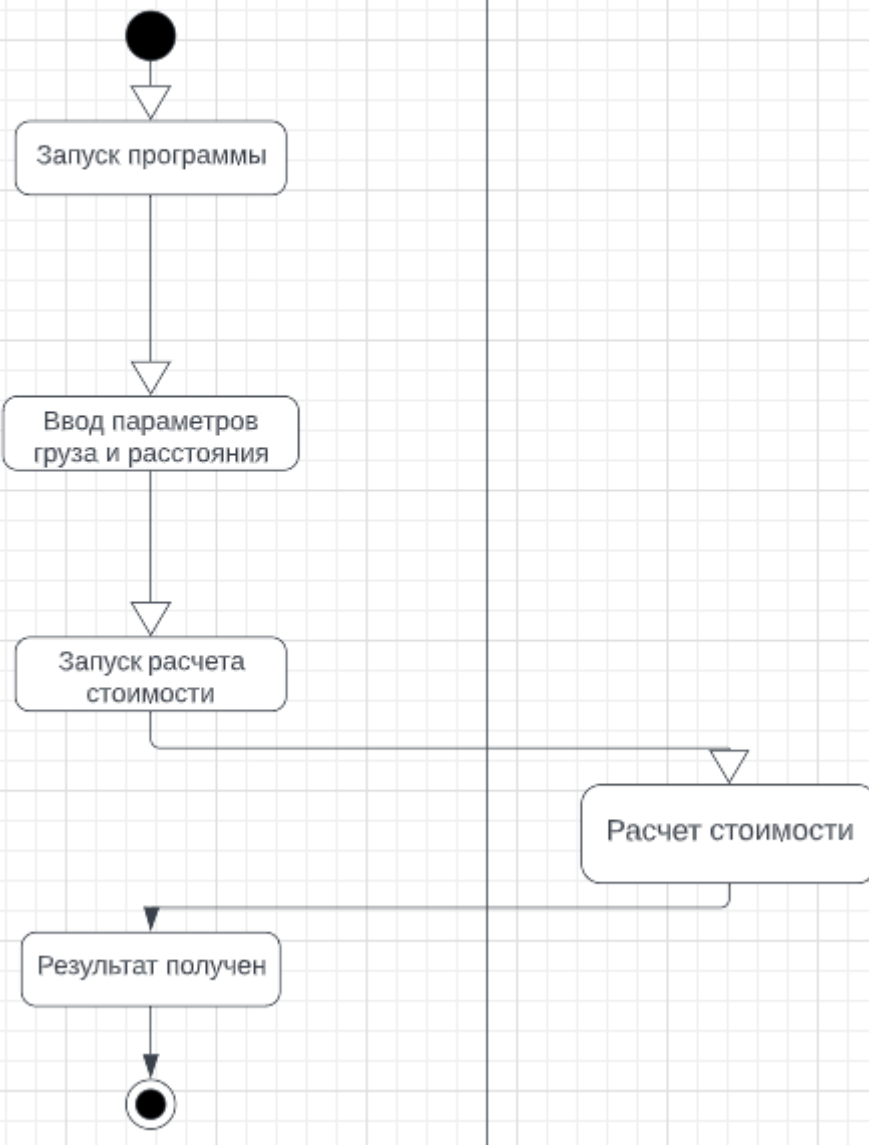 Запуск программы
Ввод параметров
груза и расстояния
Запуск расчета
стоимости
Расчет стоимости
Результат получен